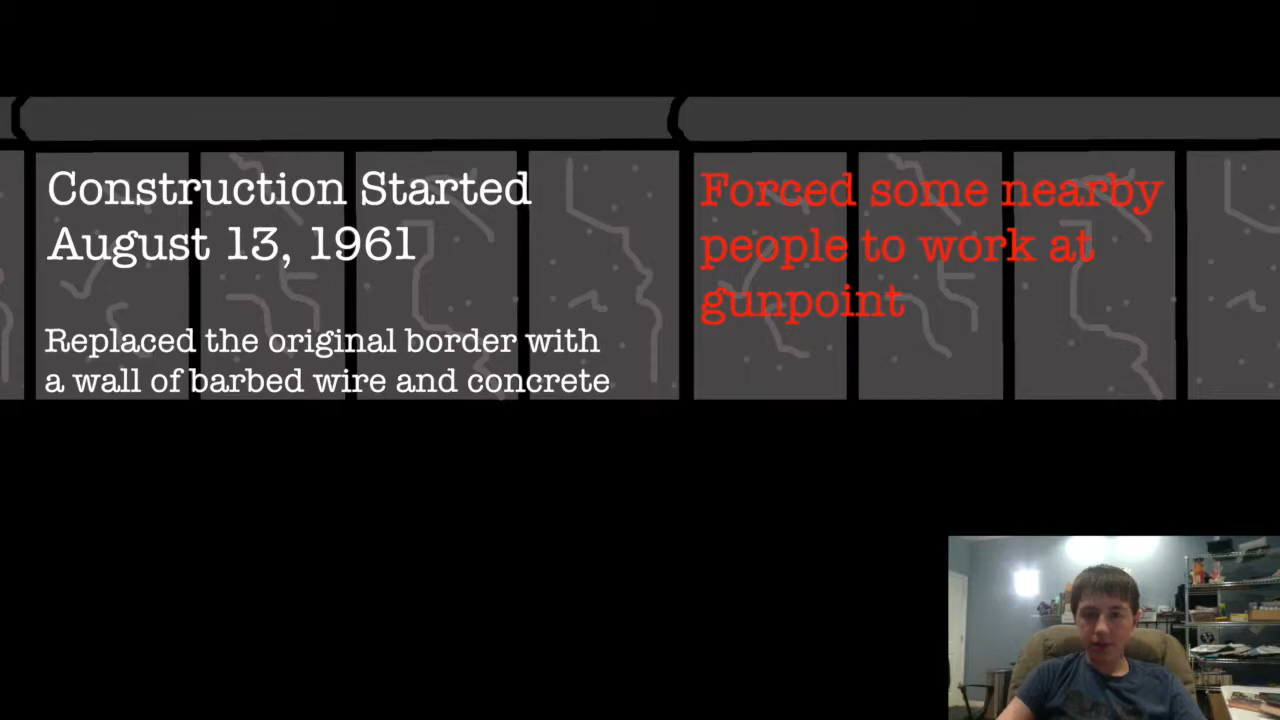 Construction Started
August 13, 1961
Replaced the original border with
a wall of barbed wire and concrete
Forced some nearby
people to work at
gunpoint